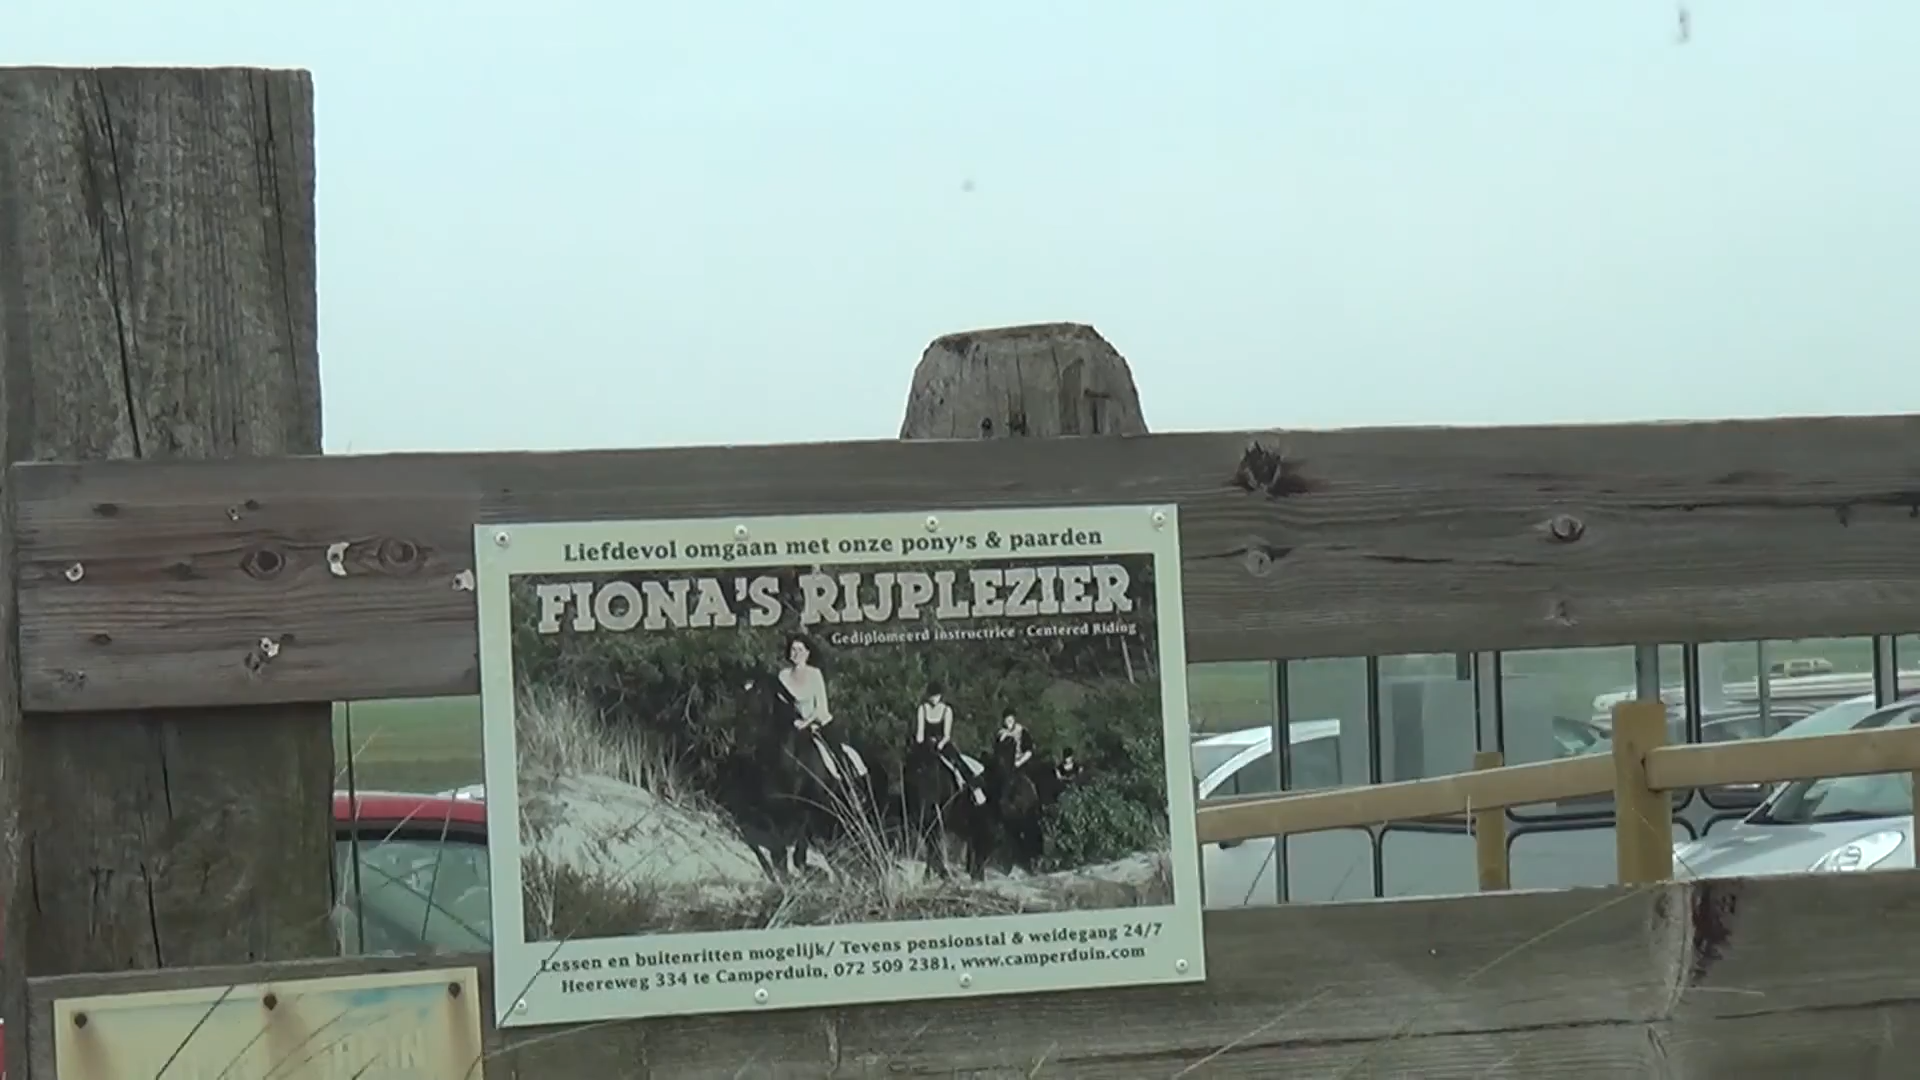 Liefdevol omgaan met onze pony's & paarden
FIONA'S RIJPLEZIER
Gediplomeerd instructrice - Centered Riding
Lessen en buitenritten mogelijk/ Tevens pensionstal & weidegang 24/7
Heereweg 334 te Camperduin, 072 509 2381, www.camperduin.com